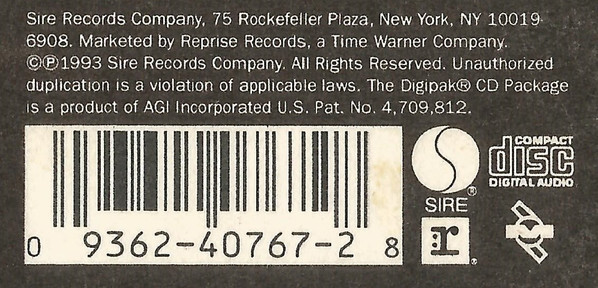 Sire Records Company, 75 Rockefeller Plaza, New York, NY 10019-
6908. Marketed by Reprise Records, a Time Warner Company.
©℗1993 Sire Records Company. All Rights Reserved. Unauthorized
duplication is a violation of applicable laws. The Digipak® CD Package
is a product of AGI Incorporated U.S. Pat. No. 4,709,812.
COMPACT
disc
DIGITAL AUDIO
®
SIRE
r®
0 9362-40767-2 8